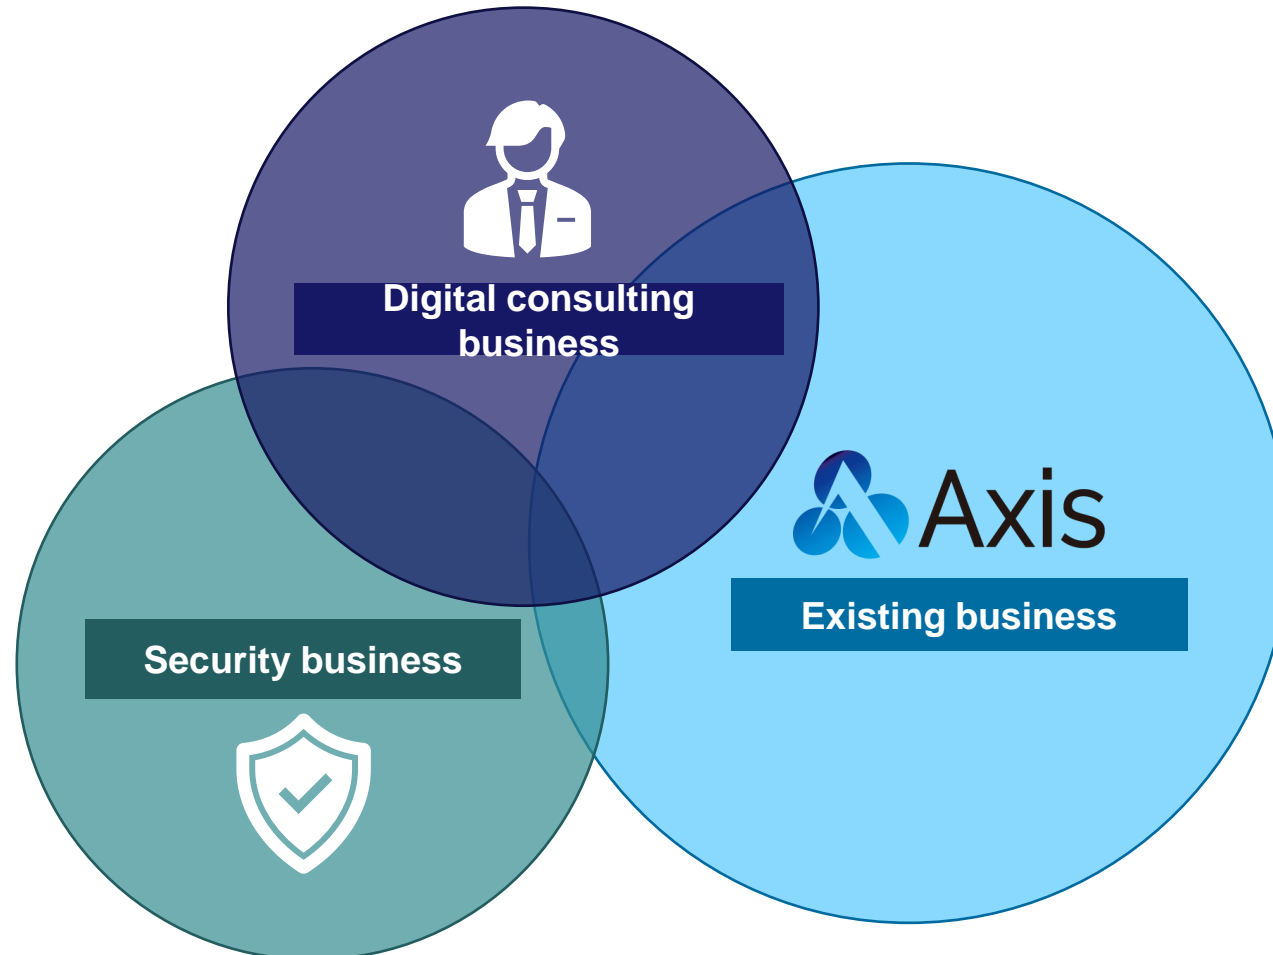 Digital consulting
business
Axis
Existing business
Security business